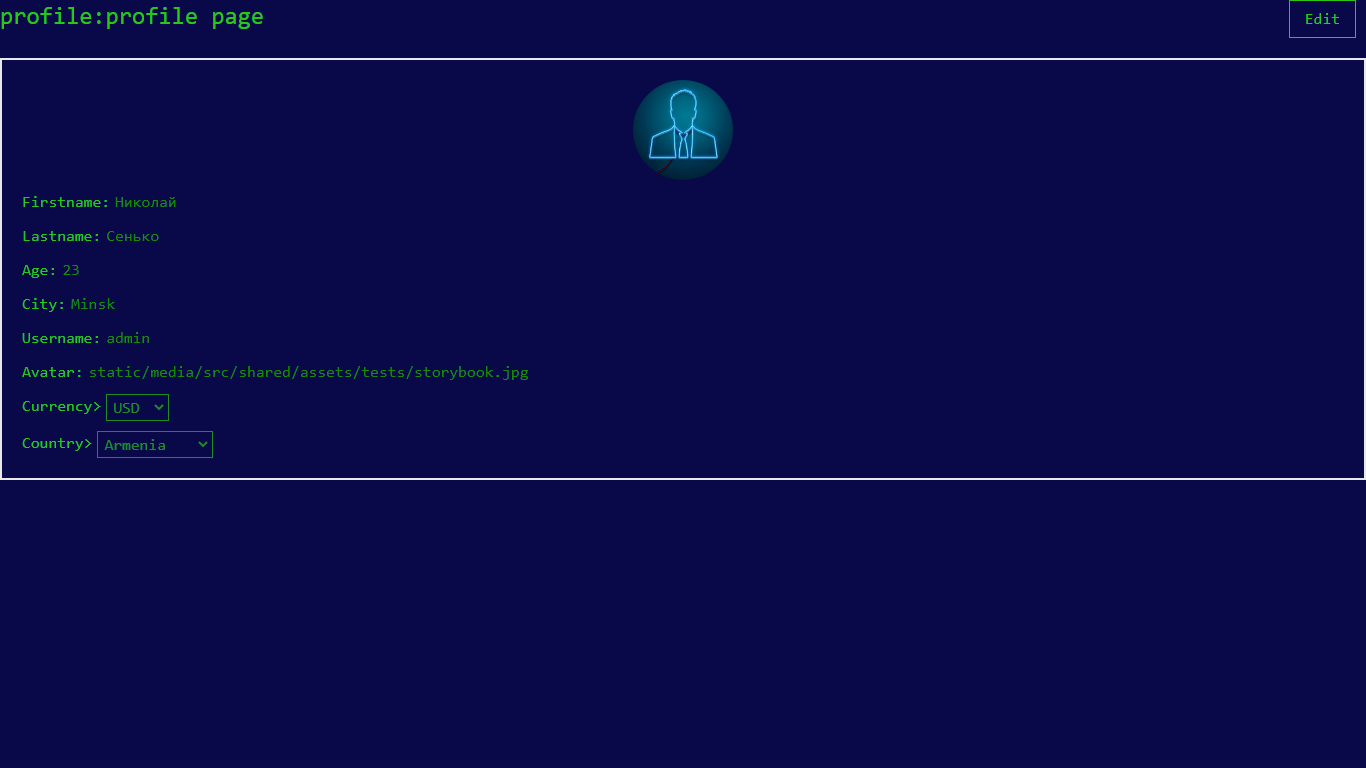 profile:profile page
Edit
Firstname: Николай
Lastname: Сенько
Age: 23
City: Minsk
Username: admin
Avatar: static/media/src/shared/assets/tests/storybook.jpg
Currency> USD
Country> Armenia